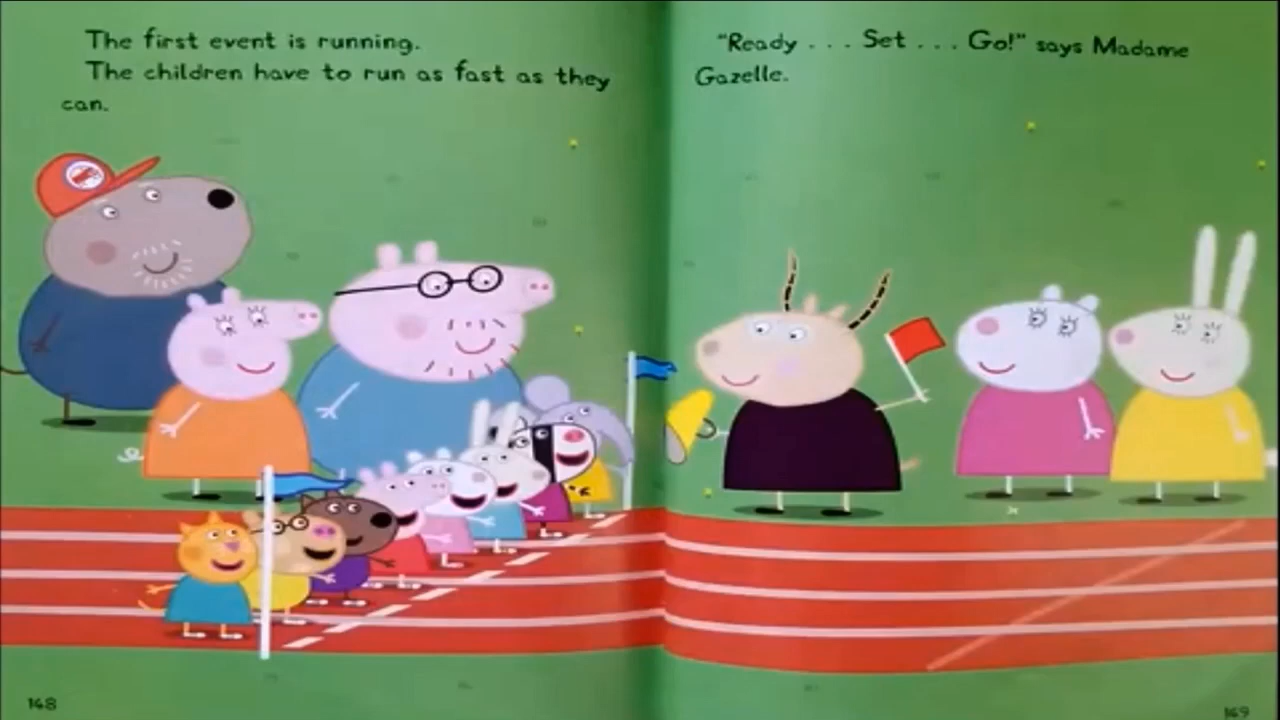 The first event is running.
The children have to run as fast as they
can.
"Ready . . . Set . . . Go!" says Madame
Gazelle.
148
149